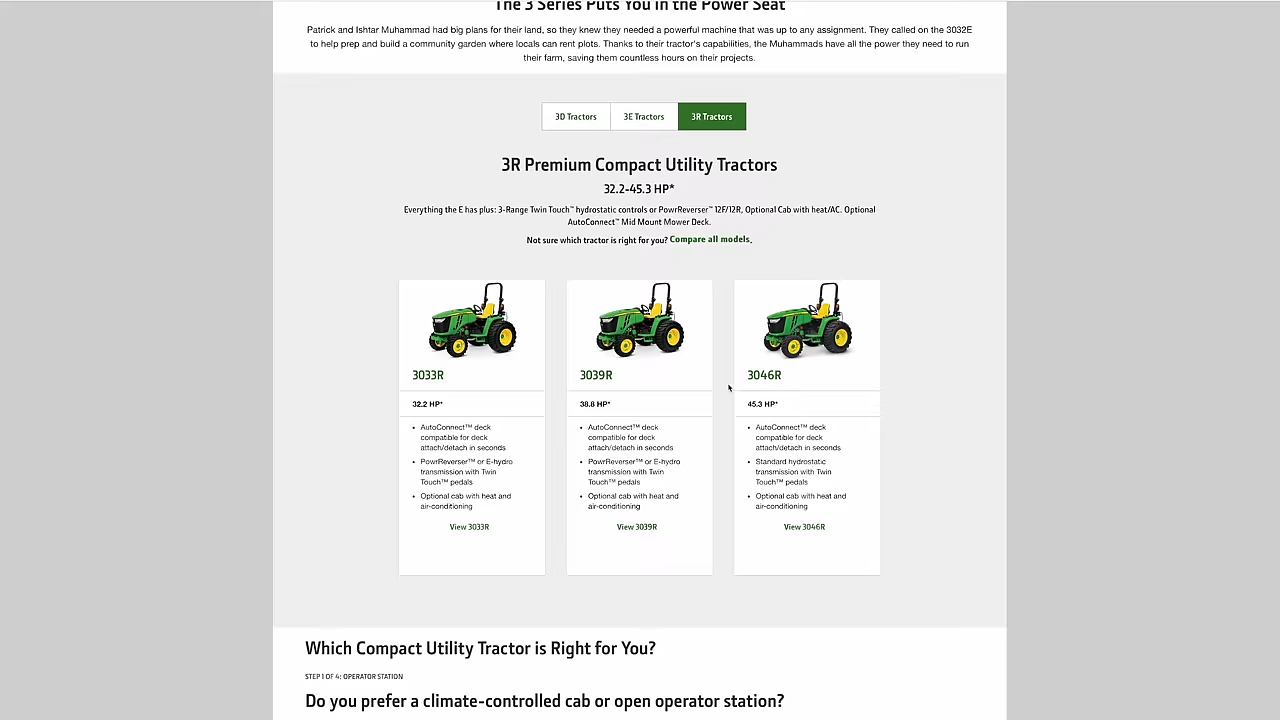 The 3 Series Puts You in the Power Seat
Patrick and Ishtar Muhammad had big plans for their land, so they knew they needed a powerful machine that was up to any assignment. They called on the 3032E
to help prep and build a community garden where locals can rent plots. Thanks to their tractor's capabilities, the Muhammads have all the power they need to run
their farm, saving them countless hours on their projects.
3D Tractors
3E Tractors
3R Tractors
3R Premium Compact Utility Tractors
32.2-45.3 HP*
Everything the E has plus: 3-Range Twin Touch™ hydrostatic controls or PowrReverser™ 12F/12R, Optional Cab with heat/AC. Optional
AutoConnect™ Mid Mount Mower Deck.
Not sure which tractor is right for you? Compare all models.
3033R
32.2 HP*
• AutoConnect™ deck
compatible for deck
attach/detach in seconds
• PowrReverser™ or E-hydro
transmission with Twin
Touch™ pedals
• Optional cab with heat and
air-conditioning
View 3033R
3039R
38.8 HP*
• AutoConnect™ deck
compatible for deck
attach/detach in seconds
• PowrReverser™ or E-hydro
transmission with Twin
Touch™ pedals
• Optional cab with heat and
air-conditioning
View 3039R
3046R
45.3 HP*
• AutoConnect™ deck
compatible for deck
attach/detach in seconds
• Standard hydrostatic
transmission with Twin
Touch™ pedals
• Optional cab with heat and
air-conditioning
View 3046R
Which Compact Utility Tractor is Right for You?
STEP 1 OF 4: OPERATOR STATION
Do you prefer a climate-controlled cab or open operator station?